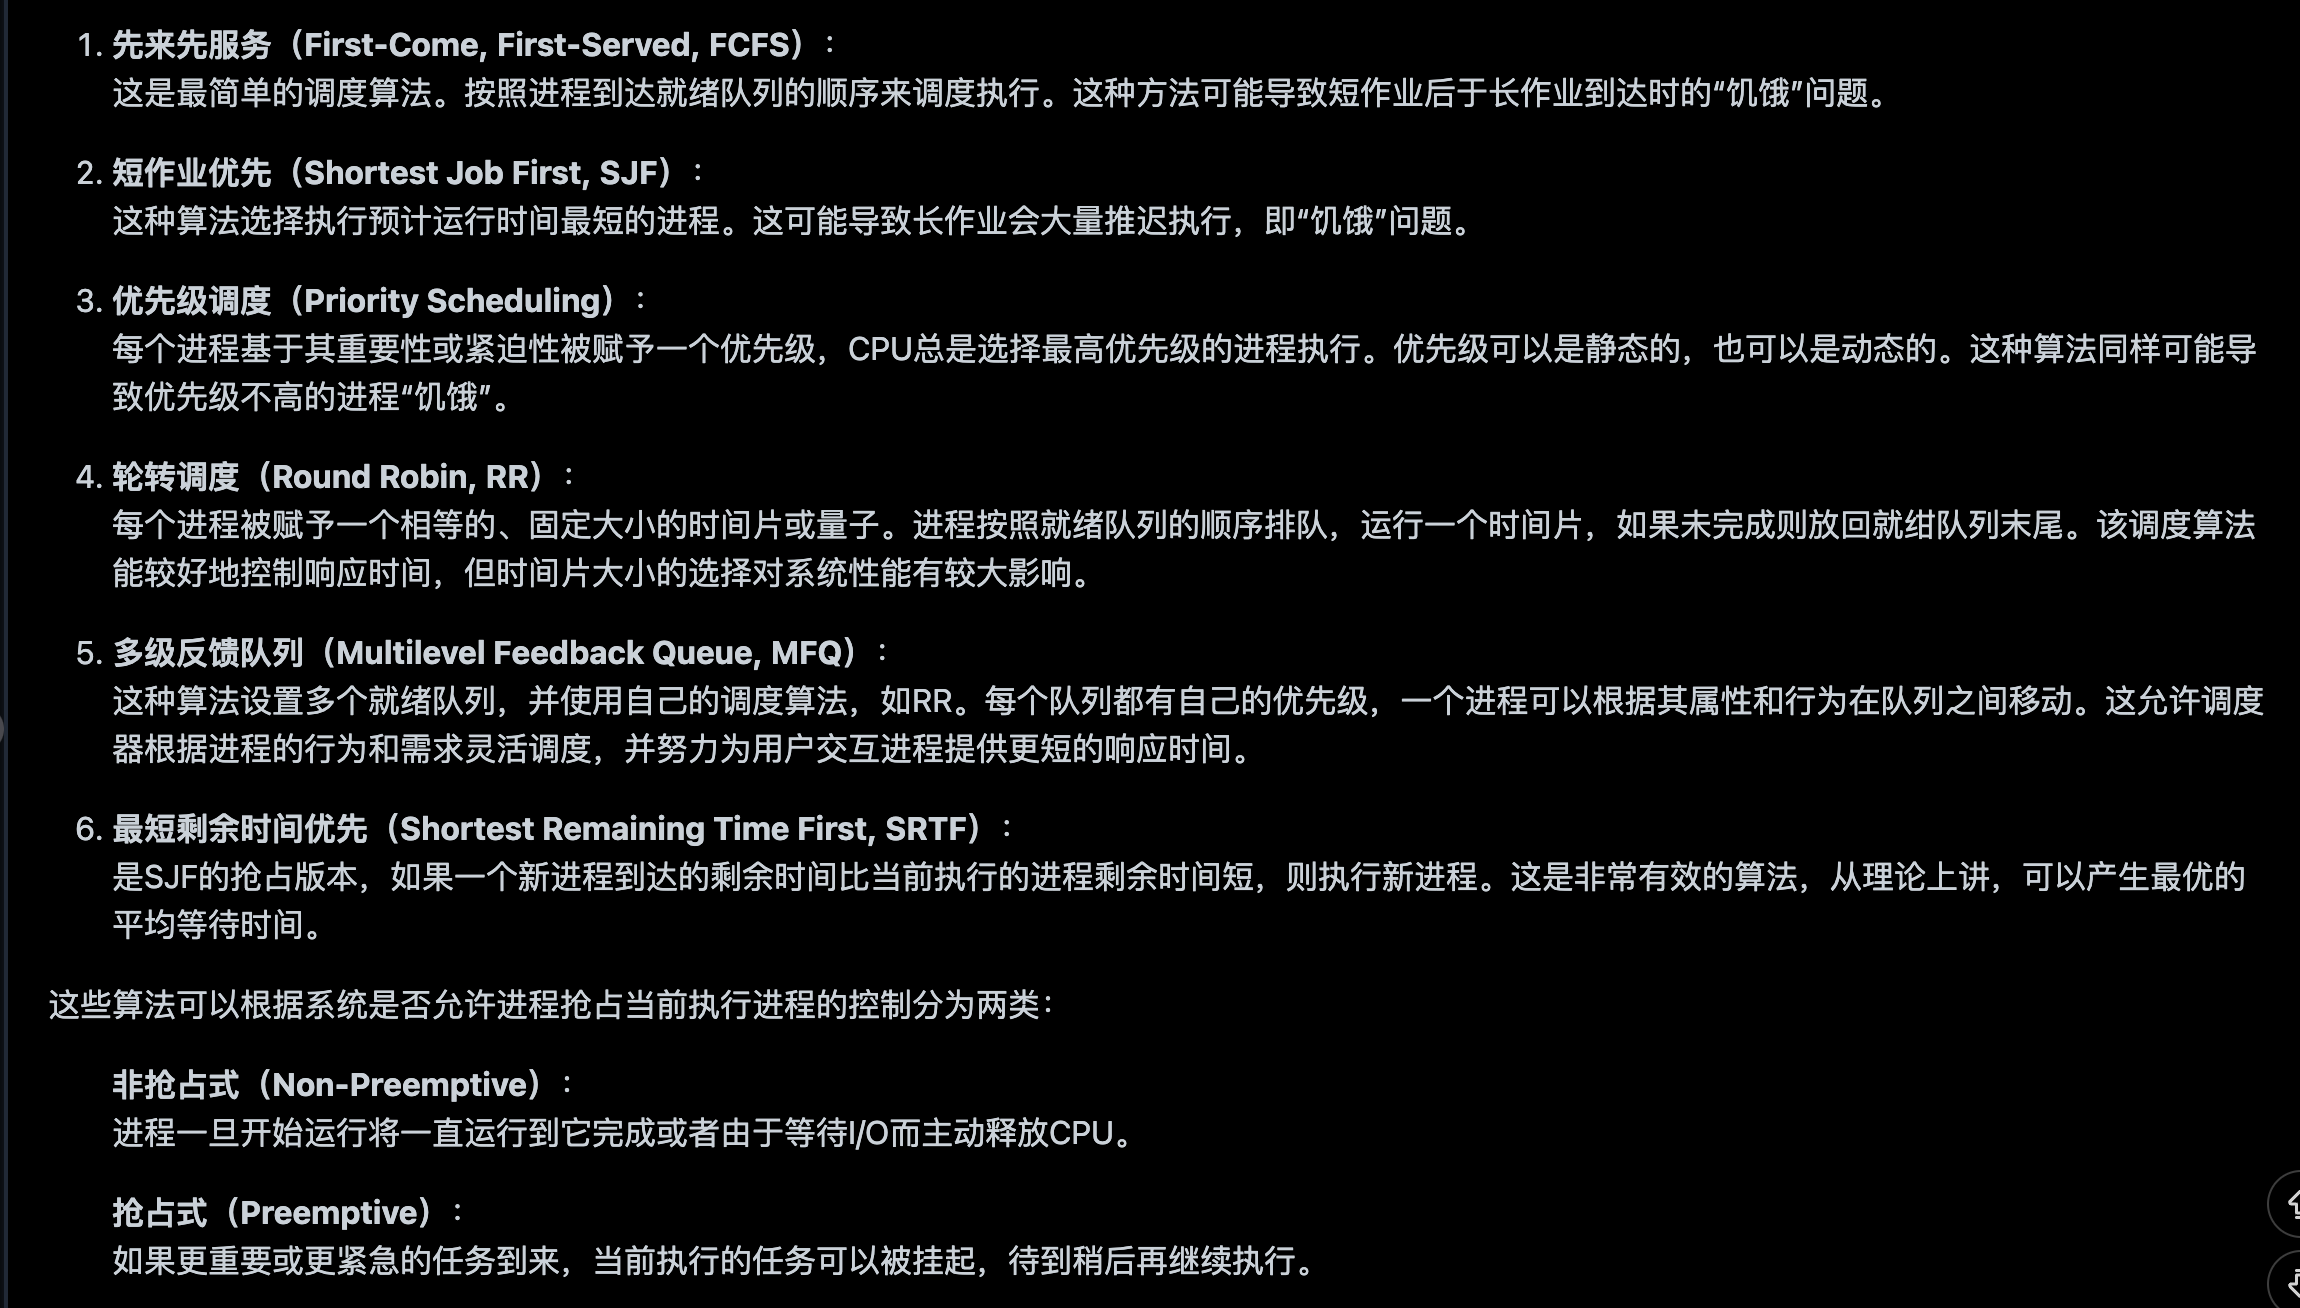 1. 先来先服务（First-Come, First-Served, FCFS）：
这是最简单的调度算法。按照进程到达就绪队列的顺序来调度执行。这种方法可能导致短作业后于长作业到达时的“饥饿”问题。
2. 短作业优先（Shortest Job First, SJF）：
这种算法选择执行预计运行时间最短的进程。这可能导致长作业会大量推迟执行，即“饥饿”问题。
3. 优先级调度（Priority Scheduling）：
每个进程基于其重要性或紧迫性被赋予一个优先级，CPU总是选择最高优先级的进程执行。优先级可以是静态的，也可以是动态的。这种算法同样可能导
致优先级不高的进程“饥饿”。
4. 轮转调度（Round Robin, RR）：
每个进程被赋予一个相等的、固定大小的时间片或量子。进程按照就绪队列的顺序排队，运行一个时间片，如果未完成则放回就绀队列末尾。该调度算法
能较好地控制响应时间，但时间片大小的选择对系统性能有较大影响。
5. 多级反馈队列（Multilevel Feedback Queue, MFQ）：
这种算法设置多个就绪队列，并使用自己的调度算法，如RR。每个队列都有自己的优先级，一个进程可以根据其属性和行为在队列之间移动。这允许调度
器根据进程的行为和需求灵活调度，并努力为用户交互进程提供更短的响应时间。
6. 最短剩余时间优先（Shortest Remaining Time First, SRTF）：
是SJF的抢占版本，如果一个新进程到达的剩余时间比当前执行的进程剩余时间短，则执行新进程。这是非常有效的算法，从理论上讲，可以产生最优的
平均等待时间。
这些算法可以根据系统是否允许进程抢占当前执行进程的控制分为两类：
非抢占式（Non-Preemptive）：
进程一旦开始运行将一直运行到它完成或者由于等待I/O而主动释放CPU。
抢占式（Preemptive）：
如果更重要或更紧急的任务到来，当前执行的任务可以被挂起，待到稍后再继续执行。